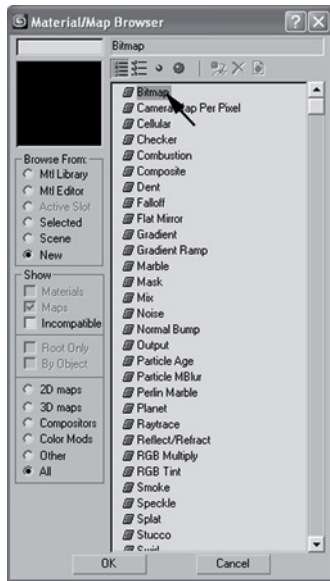 Material/Map Browser
Bitmap
Bitmap
Camera Map Per Pixel
Cellular
Checker
Combustion
Composite
Dent
Falloff
Flat Mirror
Gradient
Gradient Ramp
Marble
Mask
Mix
Noise
Normal Bump
Output
Particle Age
Particle MBlur
Perlin Marble
Planet
Raytrace
Reflect/Refract
RGB Multiply
RGB Tint
Smoke
Speckle
Splat
Stucco
Swirl
Browse From:
Mtl Library
Mtl Editor
Active Slot
Selected
Scene
New
Show
Materials
Maps
Incompatible
Root Only
By Object
2D maps
3D maps
Compositors
Color Mods
Other
All
OK
Cancel